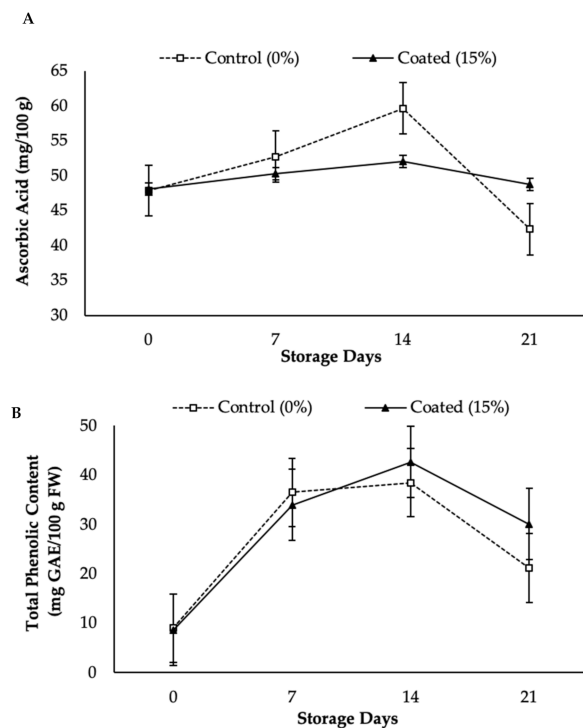 A
Control (0%) Coated (15%)
65
60
55
50
45
40
35
30
Ascorbic Acid (mg/100 g)
0 7 14 21
Storage Days
B
Control (0%) Coated (15%)
50
40
30
20
10
0
Total Phenolic Content
(mg GAE/100 g FW)
0 7 14 21
Storage Days